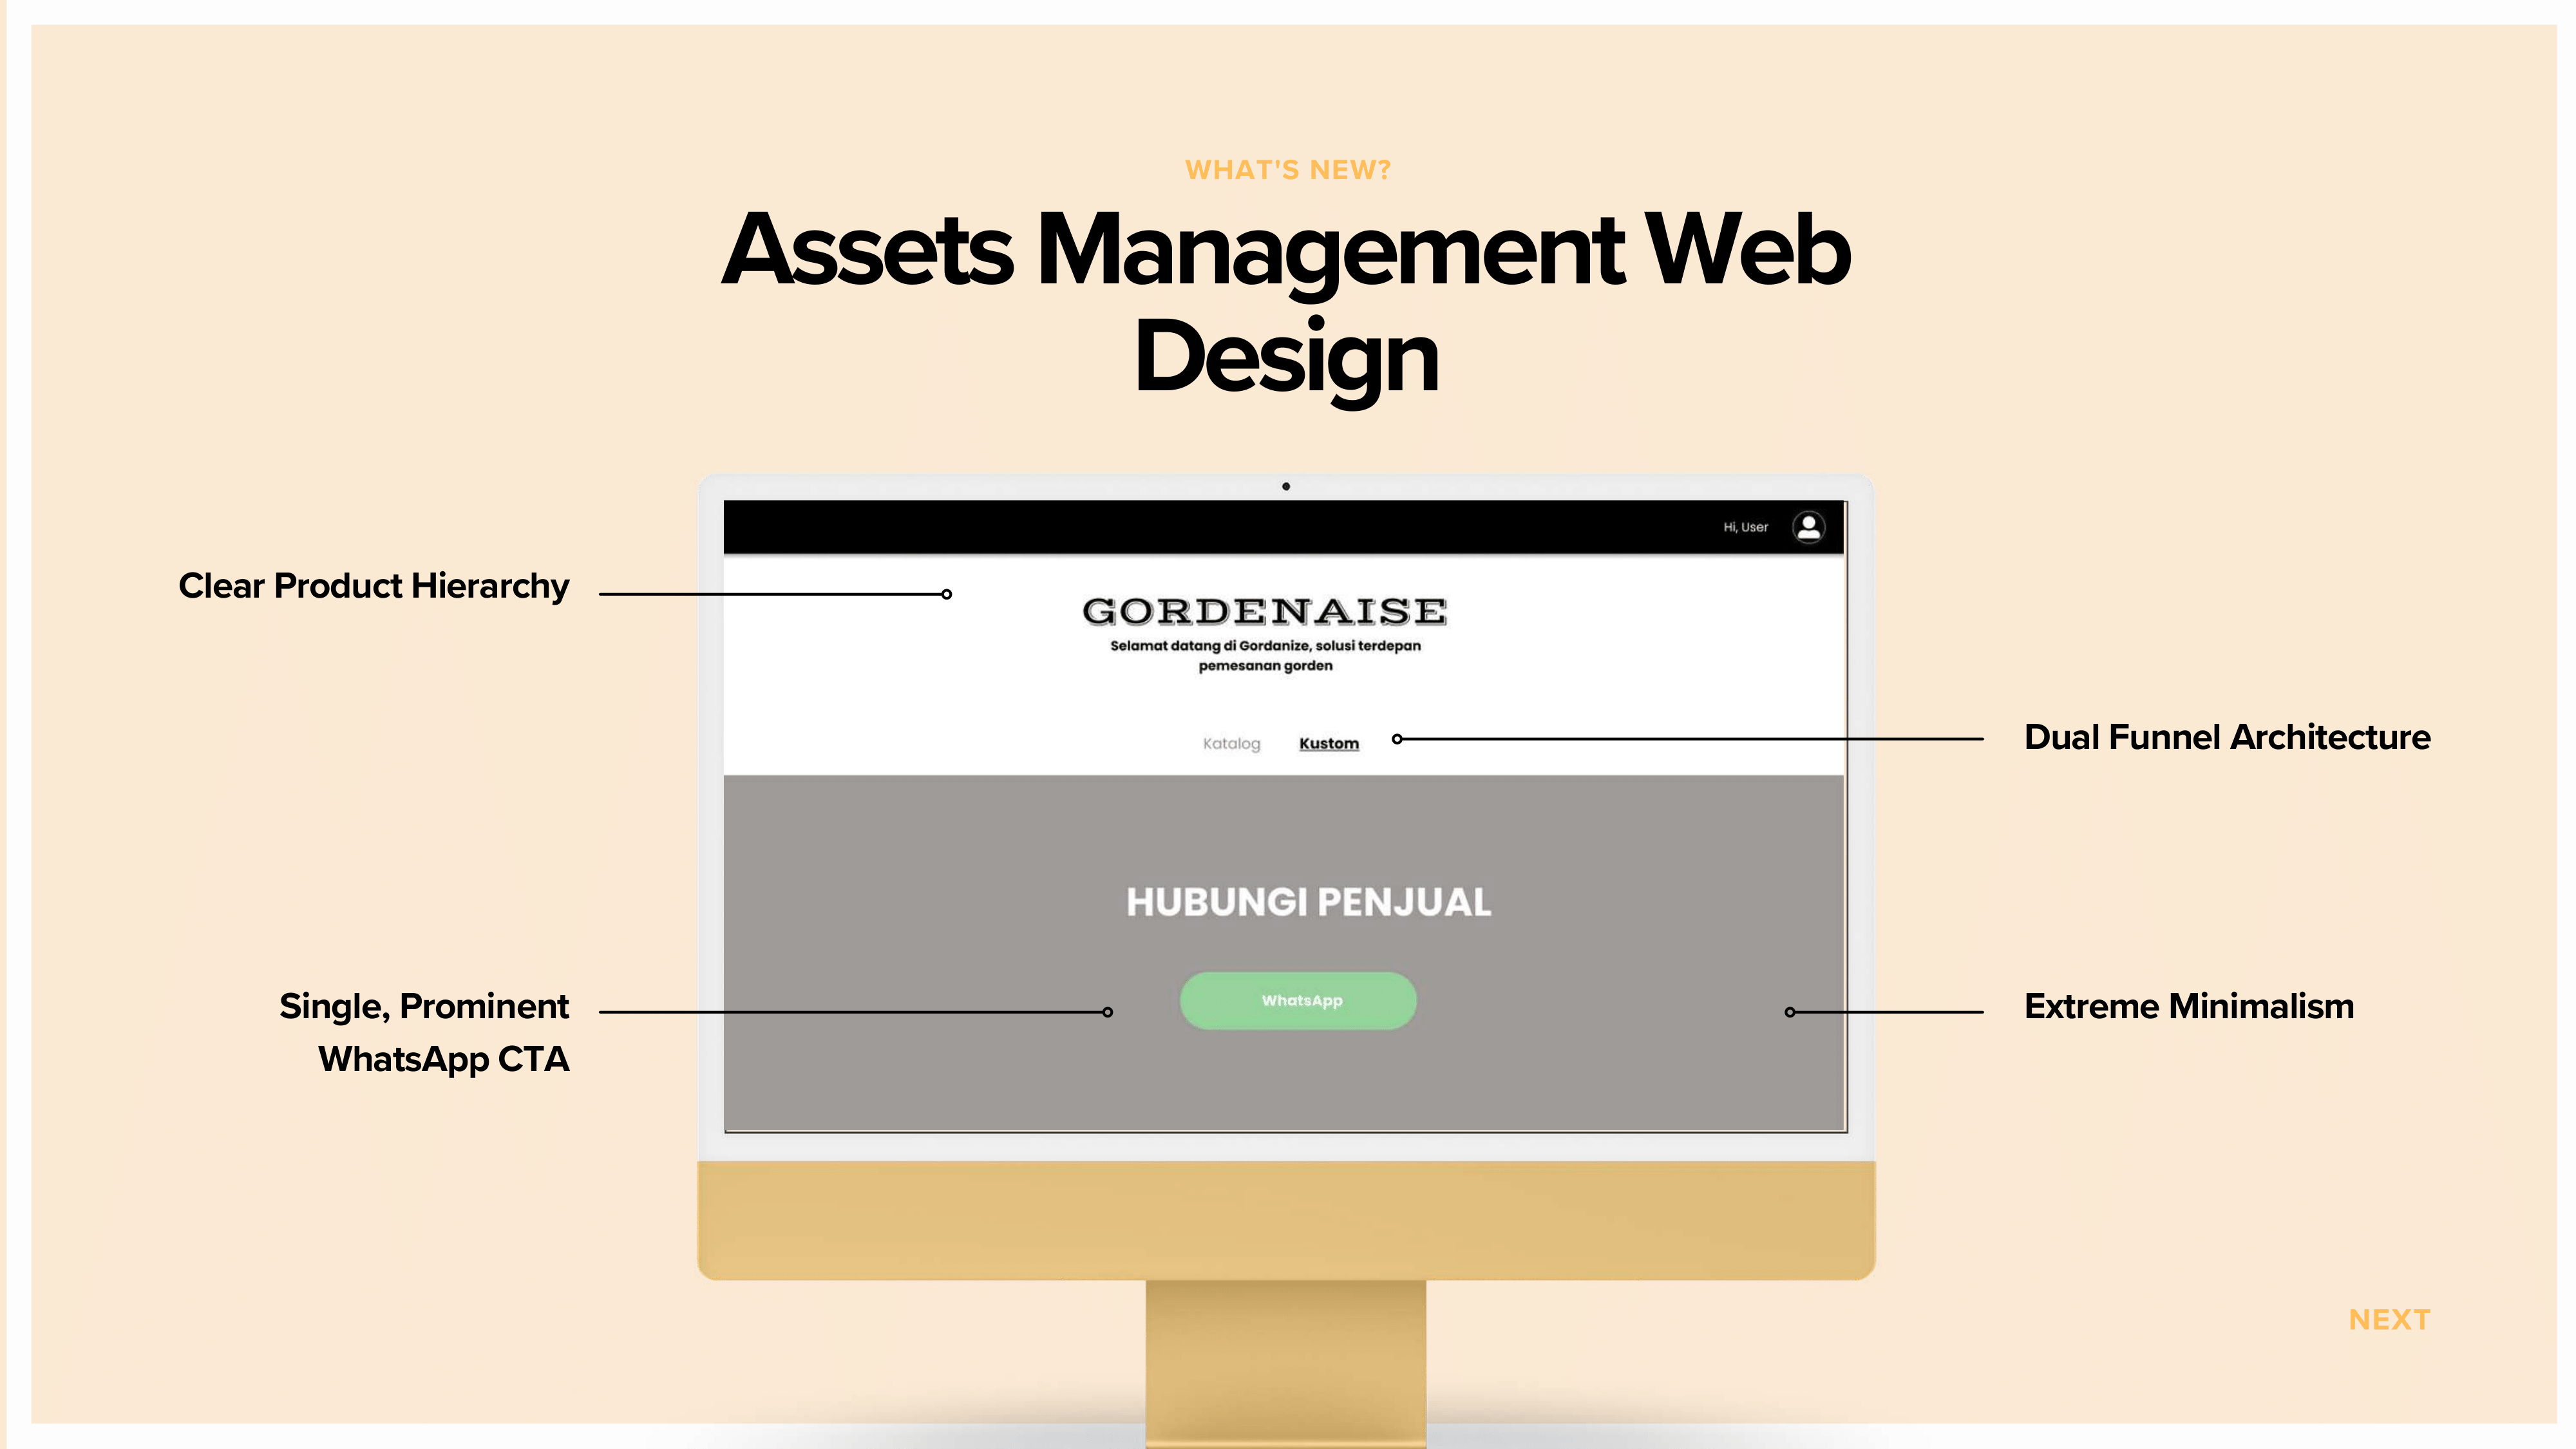 WHAT'S NEW?
Assets Management Web
Design
Hi, User
Clear Product Hierarchy
GORDENAISE
Selamat datang di Gordanize, solusi terdepan
pemesanan gorden
Katalog Kustom
Dual Funnel Architecture
HUBUNGI PENJUAL
WhatsApp
Single, Prominent
WhatsApp CTA
Extreme Minimalism
NEXT